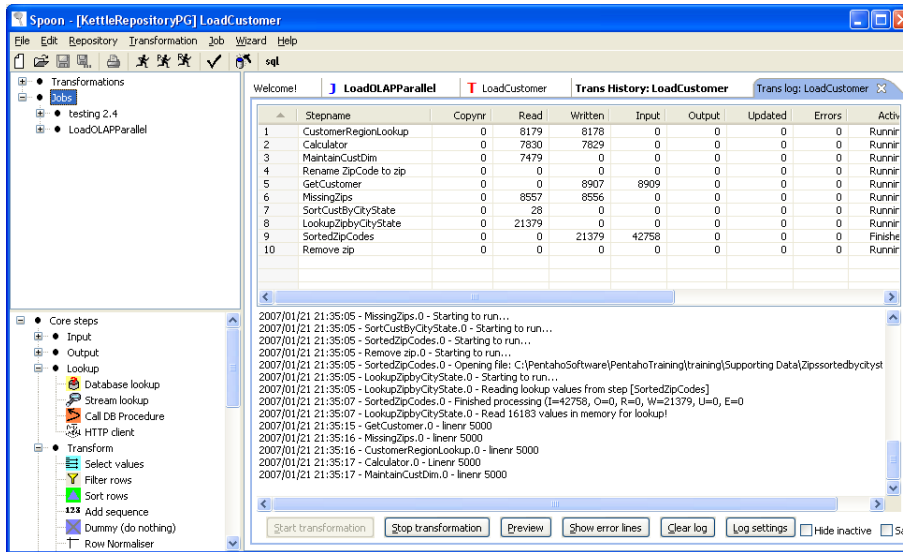 Spoon - [KettleRepositoryPG] LoadCustomer
File Edit Repository Transformation Job Wizard Help
sql
Transformations
Jobs
testing 2.4
LoadOLAPParallel
Welcome! J LoadOLAPParallel T LoadCustomer Trans History: LoadCustomer Trans log: LoadCustomer
Stepname Copynr Read Written Input Output Updated Errors Activ
1 CustomerRegionLookup 0 8179 8178 0 0 0 0 Runnin
2 Calculator 0 7830 7829 0 0 0 0 Runnin
3 MaintainCustDim 0 7479 0 0 0 0 0 Runnin
4 Rename ZipCode to zip 0 0 0 0 0 0 0 Runnin
5 GetCustomer 0 0 8907 8909 0 0 0 Runnin
6 MissingZips 0 8557 8556 0 0 0 0 Runnin
7 SortCustByCityState 0 28 0 0 0 0 0 Runnin
8 LookupZipbyCityState 0 21379 0 0 0 0 0 Runnin
9 SortedZipCodes 0 0 21379 42758 0 0 0 Finishe
10 Remove zip 0 0 0 0 0 0 0 Runnin
Core steps
Input
Output
Lookup
Database lookup
Stream lookup
Call DB Procedure
HTTP client
Transform
Select values
Filter rows
Sort rows
123 Add sequence
Dummy (do nothing)
Row Normaliser
2007/01/21 21:35:05 - MissingZips.0 - Starting to run...
2007/01/21 21:35:05 - SortCustByCityState.0 - Starting to run...
2007/01/21 21:35:05 - SortedZipCodes.0 - Starting to run...
2007/01/21 21:35:05 - Remove zip.0 - Starting to run...
2007/01/21 21:35:05 - SortedZipCodes.0 - Opening file: C:\PentahoSoftware\PentahoTraining\training\Supporting Data\Zipssortedbycityst
2007/01/21 21:35:05 - LookupZipbyCityState.0 - Starting to run...
2007/01/21 21:35:05 - LookupZipbyCityState.0 - Reading lookup values from step [SortedZipCodes]
2007/01/21 21:35:07 - SortedZipCodes.0 - Finished processing (I=42758, O=0, R=0, W=21379, U=0, E=0
2007/01/21 21:35:07 - LookupZipbyCityState.0 - Read 16183 values in memory for lookup!
2007/01/21 21:35:15 - GetCustomer.0 - linenr 5000
2007/01/21 21:35:16 - MissingZips.0 - linenr 5000
2007/01/21 21:35:16 - CustomerRegionLookup.0 - linenr 5000
2007/01/21 21:35:17 - Calculator.0 - Linenr 5000
2007/01/21 21:35:17 - MaintainCustDim.0 - linenr 5000
Start transformation Stop transformation Preview Show error lines Clear log Log settings Hide inactive Sa